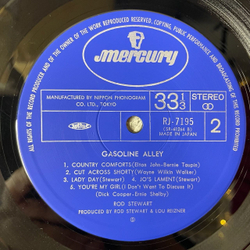 ALL RIGHTS OF THE RECORD PRODUCER AND OF THE OWNER OF THE WORK REPRODUCED RESERVED. COPYING, PUBLIC PERFORMANCE AND BROADCASTING OF THIS RECORD PROHIBITED.
mercury
MANUFACTURED BY NIPPON PHONOGRAM CO., LTD., TOKYO
33⅓
STEREO
2
RJ-7195
MADE IN JAPAN
GASOLINE ALLEY
1. COUNTRY COMFORTS (Elton John-Bernie Taupin)
2. CUT ACROSS SHORTY (Wayne Wilkin Walker)
3. LADY DAY (Stewart) 4. JO'S LAMENT (Stewart)
5. YOU'RE MY GIRL (I Don't Want to Discuss it)
(Dick Cooper-Ernie Shelby)
ROD STEWART
PRODUCED BY ROD STEWART & LOU REIZNER